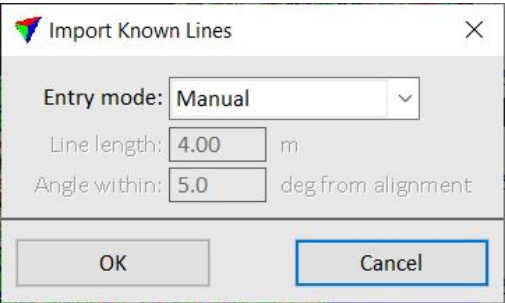 Import Known Lines
Entry mode: Manual
Line length: 4.00 m
Angle within: 5.0 deg from alignment
OK Cancel